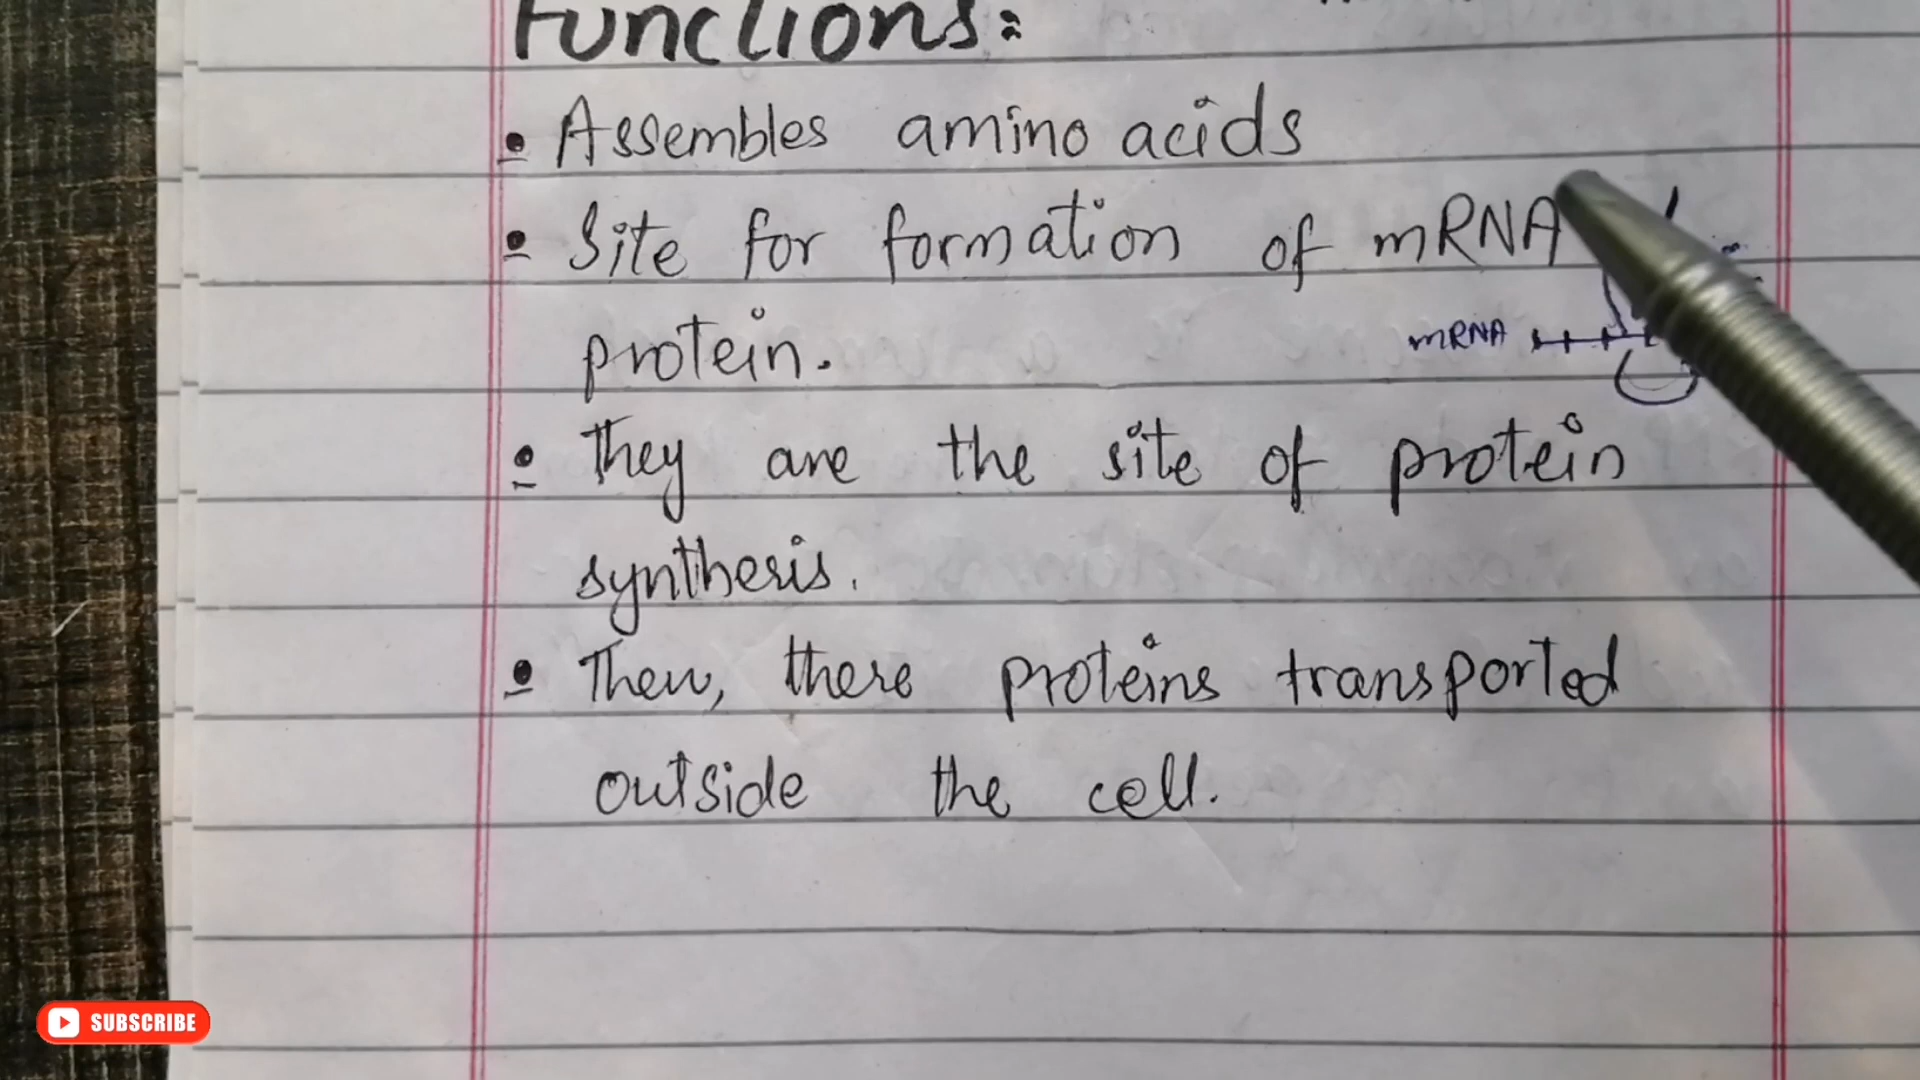 Functions:
• Assembles amino acids
• Site for formation of mRNA
protein.
mRNA
• They are the site of protein
synthesis.
• Then, these proteins transported
outside the cell.
SUBSCRIBE